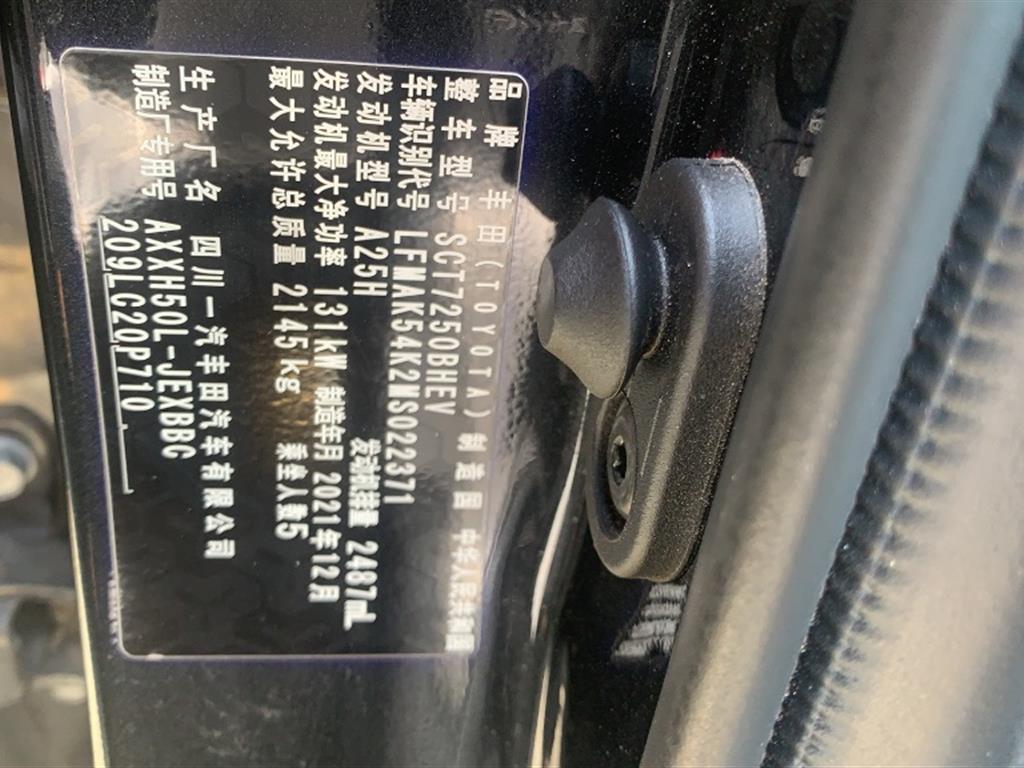 品牌 丰田(TOYOTA) 制造国 中华人民共和国
整车型号 SCT7250BHEV
车辆识别代号 LFMAK54K2MS022371
发动机型号 A25H 发动机排量 2487mL
发动机最大净功率 131kW 制造年月 2021年12月
最大允许总质量 2145kg 乘坐人数5
生产厂名 四川一汽丰田汽车有限公司
制造厂专用号 AXXH50L-JEXBBC
209LC20P710